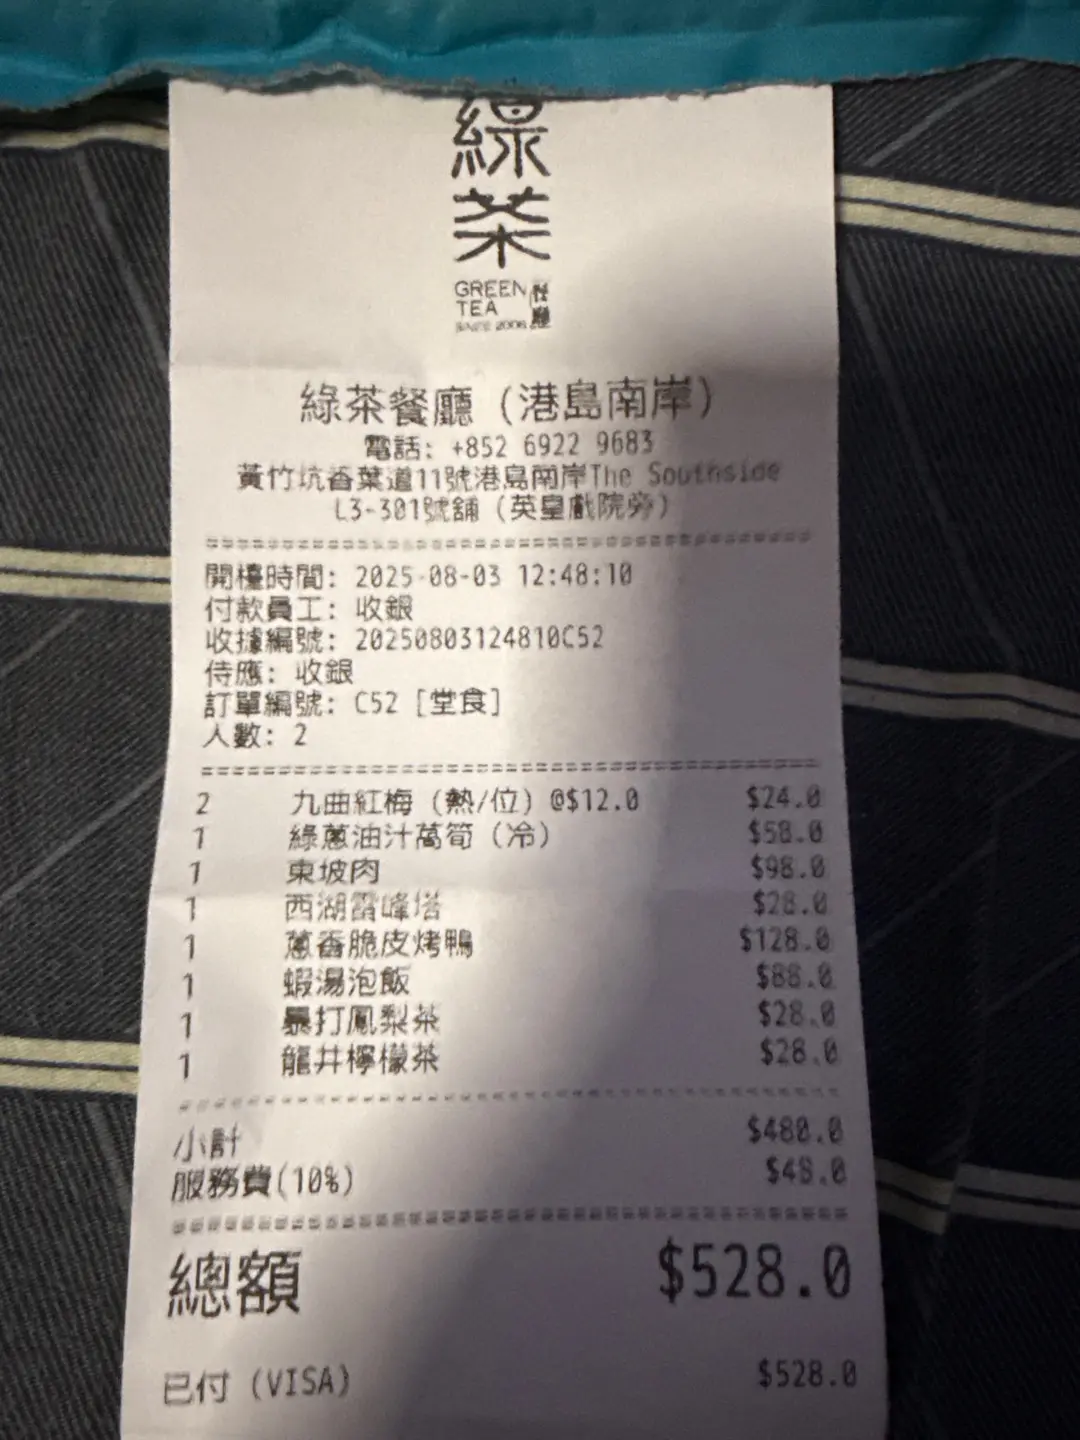 綠
茶
GREEN
TEA
餐廳
SINCE 2008
綠茶餐廳 (港島南岸)
電話: +852 6922 9683
黃竹坑香葉道11號港島南岸The Southside
L3-301號舖 (英皇戲院旁)
開檯時間: 2025-08-03 12:48:10
付款員工: 收銀
收據編號: 20250803124810C52
侍應: 收銀
訂單編號: C52 [堂食]
人數: 2
2 九曲紅梅 (熱/位) @$12.0 $24.0
1 綠蔥油汁萵筍 (冷) $58.0
1 東坡肉 $98.0
1 西湖雷峰塔 $28.0
1 蔥香脆皮烤鴨 $128.0
1 蝦湯泡飯 $88.0
1 暴打鳳梨茶 $28.0
1 龍井檸檬茶 $28.0
小計 $480.0
服務費(10%) $48.0
總額 $528.0
已付 (VISA) $528.0